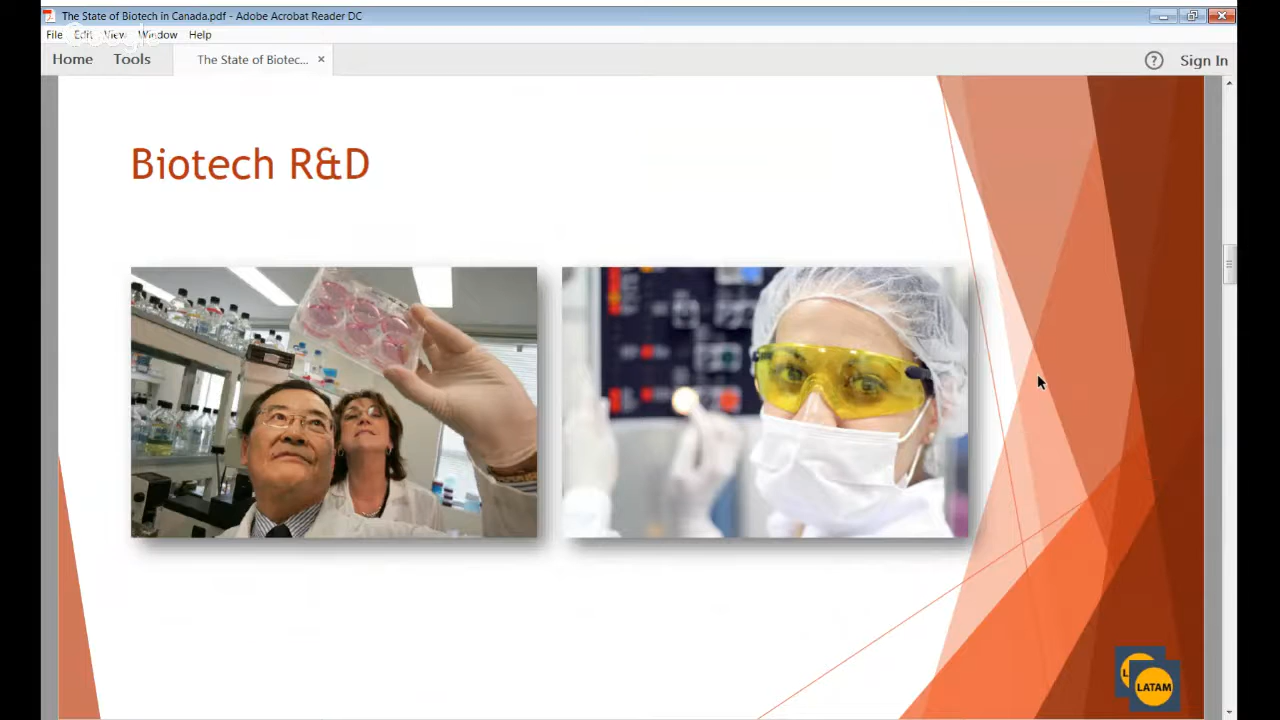 The State of Biotech in Canada.pdf - Adobe Acrobat Reader DC
File Edit View Window Help
Google
Home Tools The State of Biotec... × ? Sign In
Biotech R&D
L
LATAM